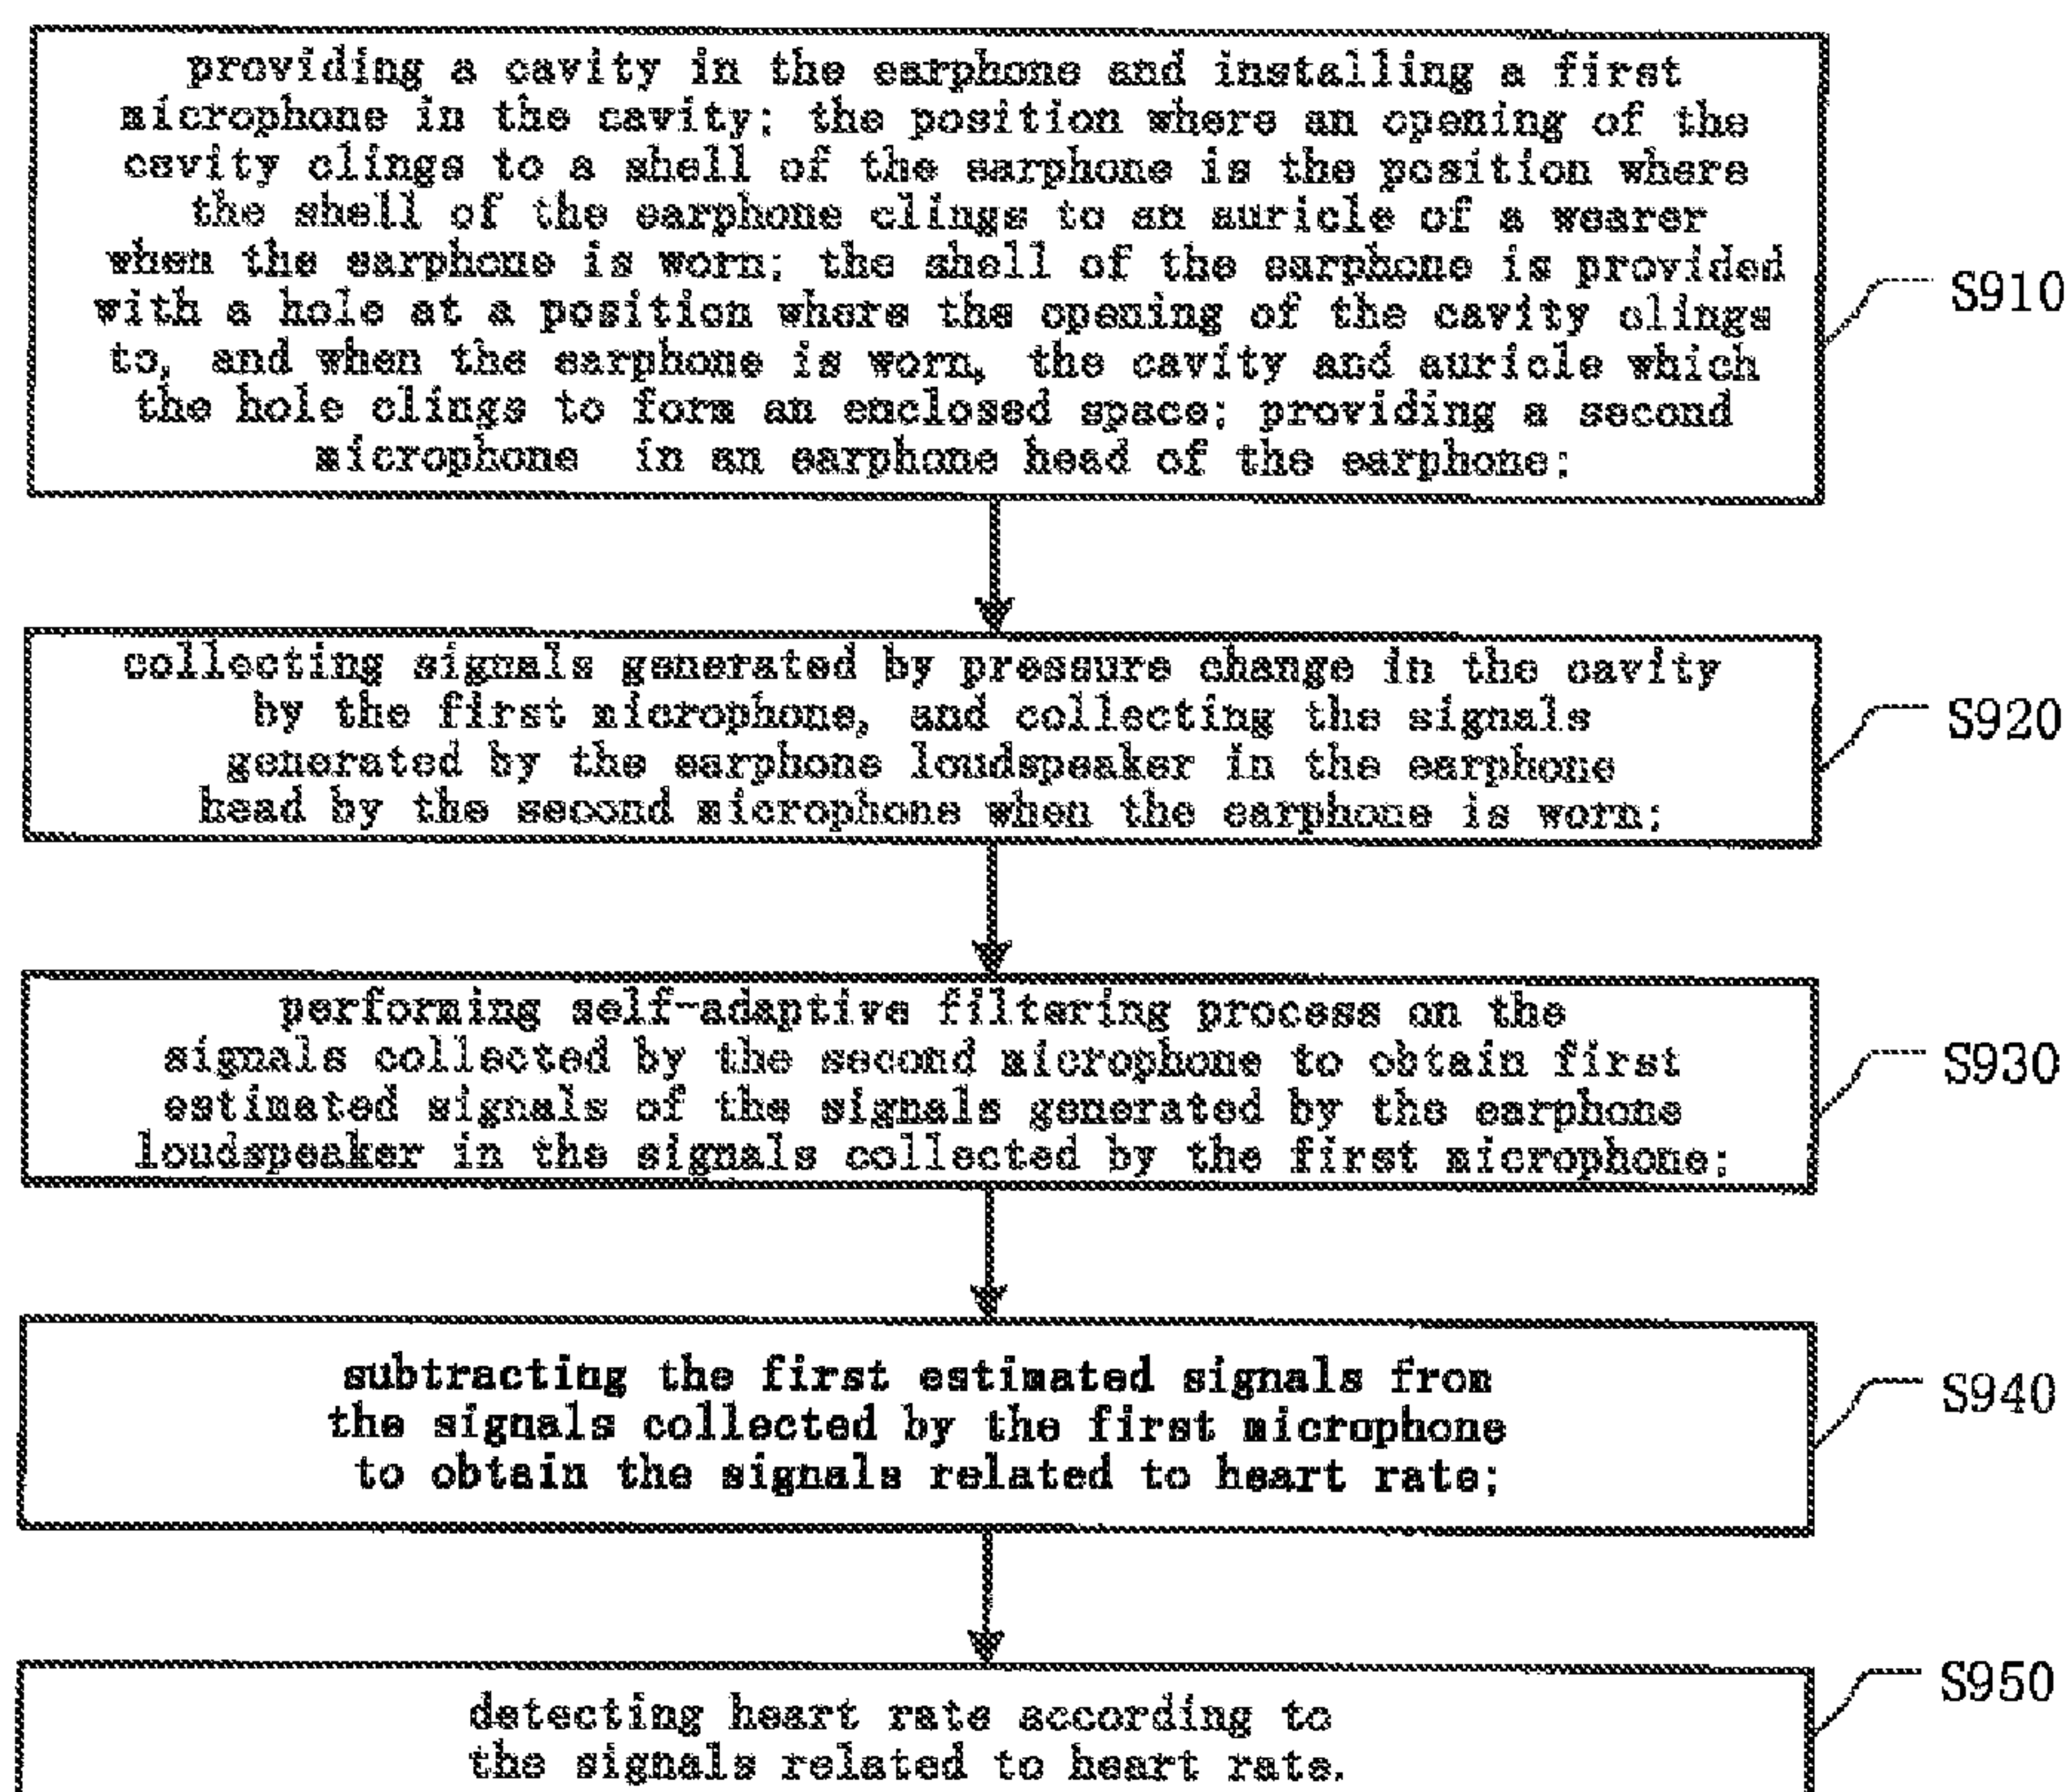 providing a cavity in the earphone and installing a first
microphone in the cavity; the position where an opening of the
cavity clings to a shell of the earphone is the position where
the shell of the earphone clings to an auricle of a wearer
when the earphone is worn; the shell of the earphone is provided
with a hole at a position where the opening of the cavity clings
to, and when the earphone is worn, the cavity and auricle which
the hole clings to form an enclosed space; providing a second
microphone in an earphone head of the earphone;
S910
collecting signals generated by pressure change in the cavity
by the first microphone, and collecting the signals
generated by the earphone loudspeaker in the earphone
head by the second microphone when the earphone is worn;
S920
performing self-adaptive filtering process on the
signals collected by the second microphone to obtain first
estimated signals of the signals generated by the earphone
loudspeaker in the signals collected by the first microphone;
S930
subtracting the first estimated signals from
the signals collected by the first microphone
to obtain the signals related to heart rate;
S940
detecting heart rate according to
the signals related to heart rate.
S950